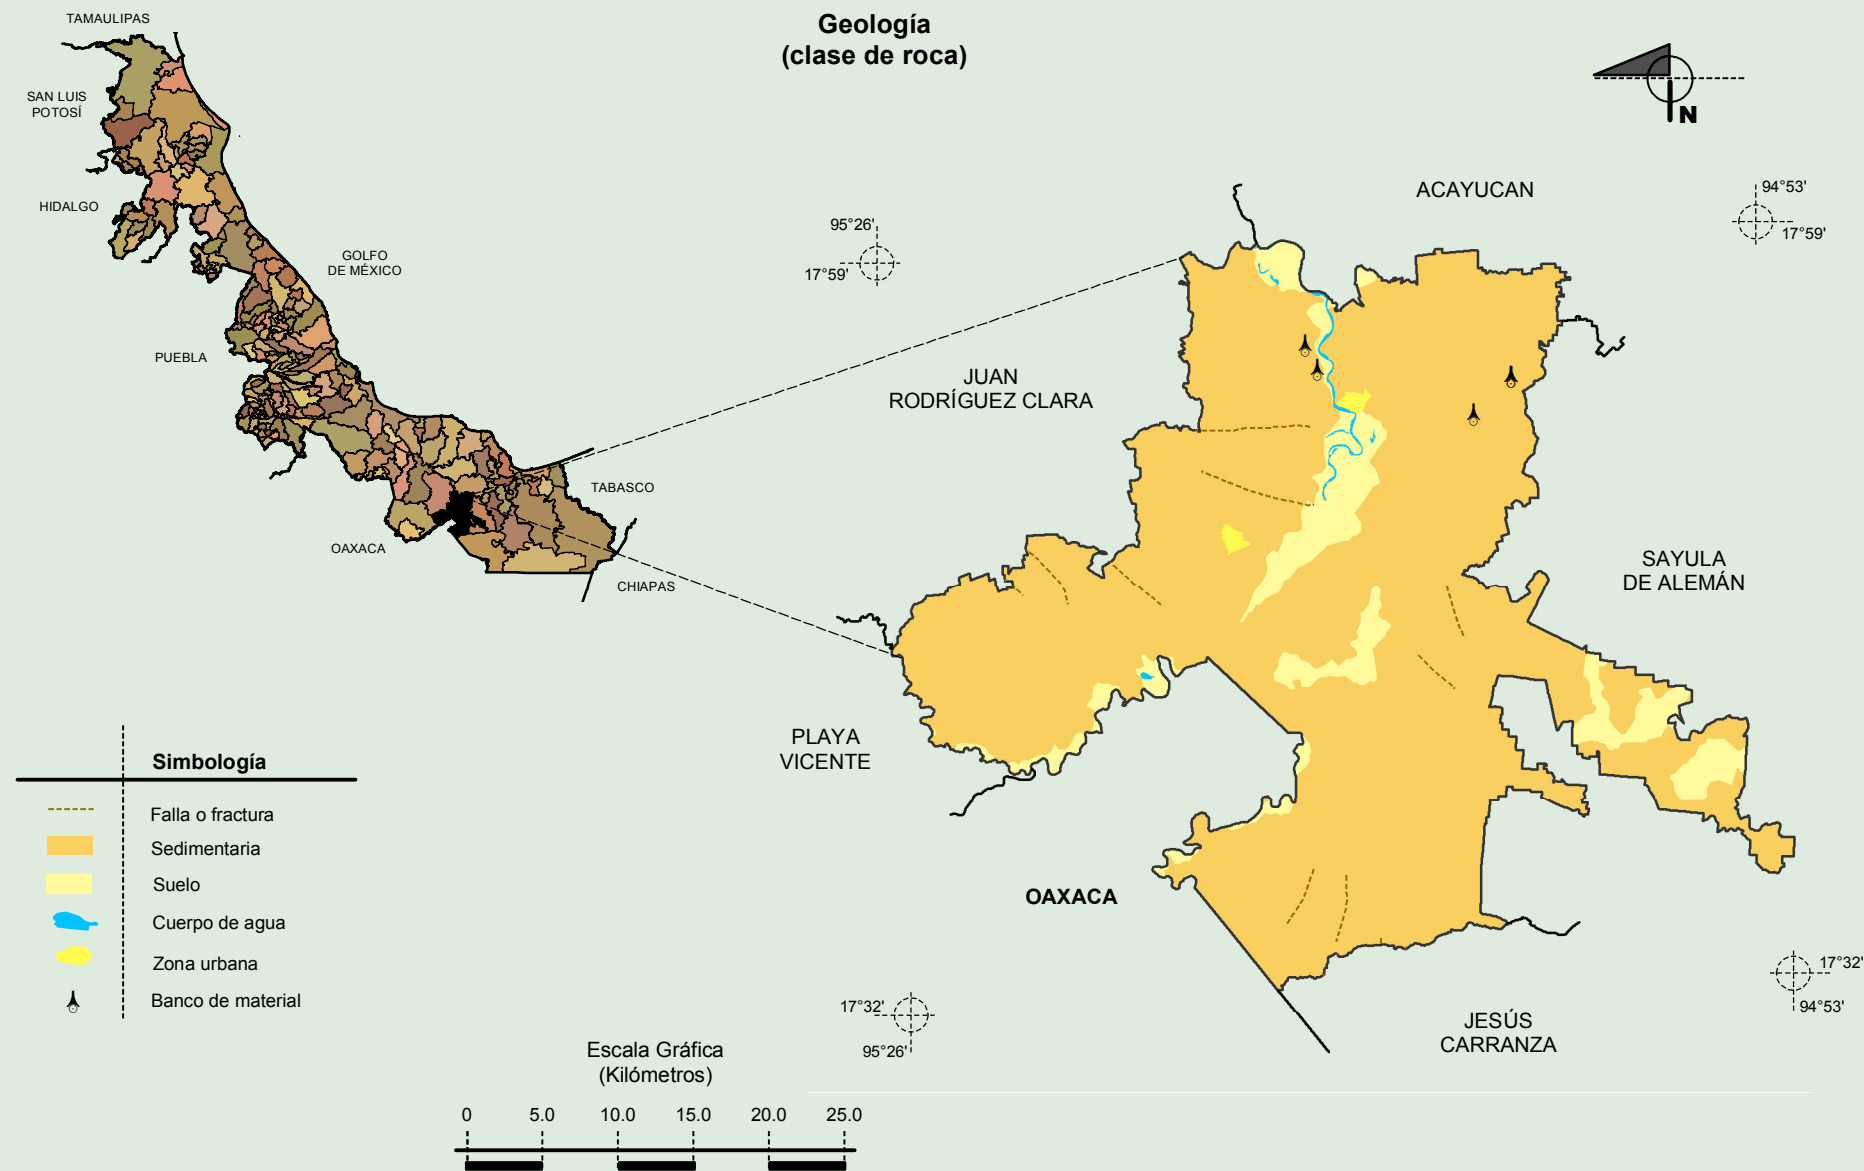 Geología
(clase de roca)
TAMAULIPAS
SAN LUIS
POTOSÍ
HIDALGO
GOLFO
DE MÉXICO
PUEBLA
TABASCO
OAXACA
CHIAPAS
N
ACAYUCAN
94°53'
17°59'
95°26'
17°59'
JUAN
RODRÍGUEZ CLARA
SAYULA
DE ALEMÁN
PLAYA
VICENTE
OAXACA
JESÚS
CARRANZA
17°32'
94°53'
17°32'
95°26'
Simbología
Falla o fractura
Sedimentaria
Suelo
Cuerpo de agua
Zona urbana
Banco de material
Escala Gráfica
(Kilómetros)
0 5.0 10.0 15.0 20.0 25.0